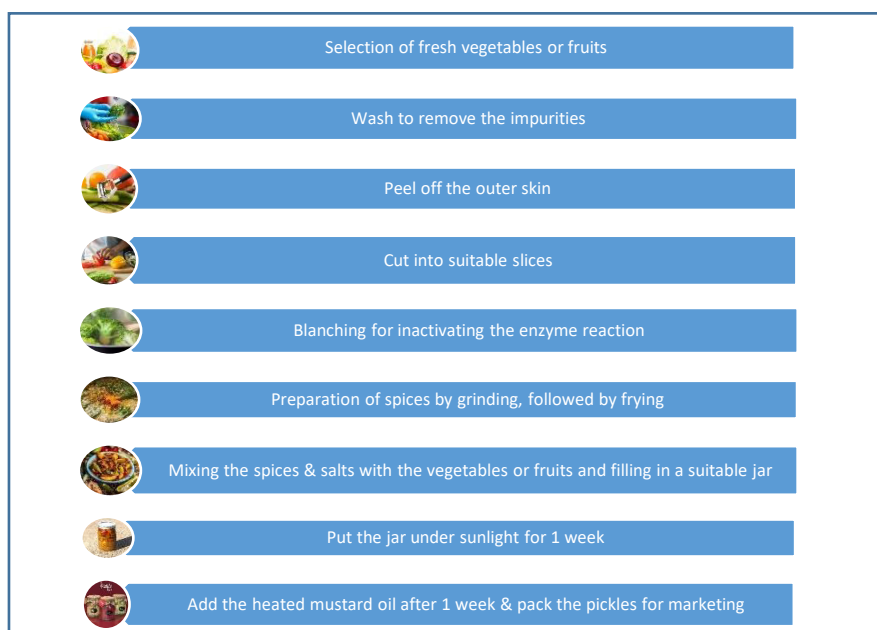 Selection of fresh vegetables or fruits
Wash to remove the impurities
Peel off the outer skin
Cut into suitable slices
Blanching for inactivating the enzyme reaction
Preparation of spices by grinding, followed by frying
Mixing the spices & salts with the vegetables or fruits and filling in a suitable jar
Put the jar under sunlight for 1 week
Add the heated mustard oil after 1 week & pack the pickles for marketing